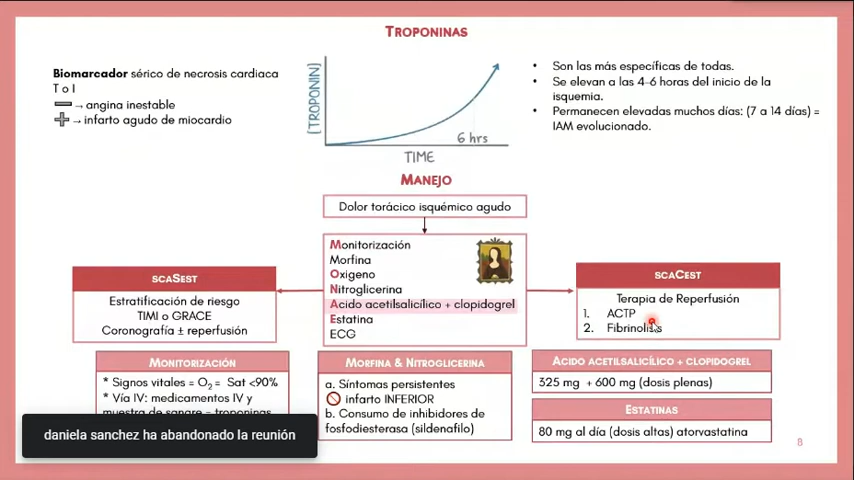 TROPONINAS
Biomarcador sérico de necrosis cardiaca
T o I
→ angina inestable
→ infarto agudo de miocardio
[TROPONIN]
6 hrs
TIME
• Son las más específicas de todas.
• Se elevan a las 4-6 horas del inicio de la
isquemia.
• Permanecen elevadas muchos días: (7 a 14 días) =
IAM evolucionado.
MANEJO
Dolor torácico isquémico agudo
Monitorización
Morfina
Oxigeno
Nitroglicerina
Acido acetilsalicílico + clopidogrel
Estatina
ECG
SCASEST
Estratificación de riesgo
TIMI o GRACE
Coronografía ± reperfusión
SCACEST
Terapia de Reperfusión
1. ACTP
2. Fibrinolisis
MONITORIZACIÓN
* Signos vitales = O₂ = Sat <90%
* Vía IV: medicamentos IV y
muestra de sangre = troponinas
MORFINA & NITROGLICERINA
a. Síntomas persistentes
infarto INFERIOR
b. Consumo de inhibidores de
fosfodiesterasa (sildenafilo)
ACIDO ACETILSALICÍLICO + CLOPIDOGREL
325 mg + 600 mg (dosis plenas)
ESTATINAS
80 mg al día (dosis altas) atorvastatina
daniela sanchez ha abandonado la reunión
8